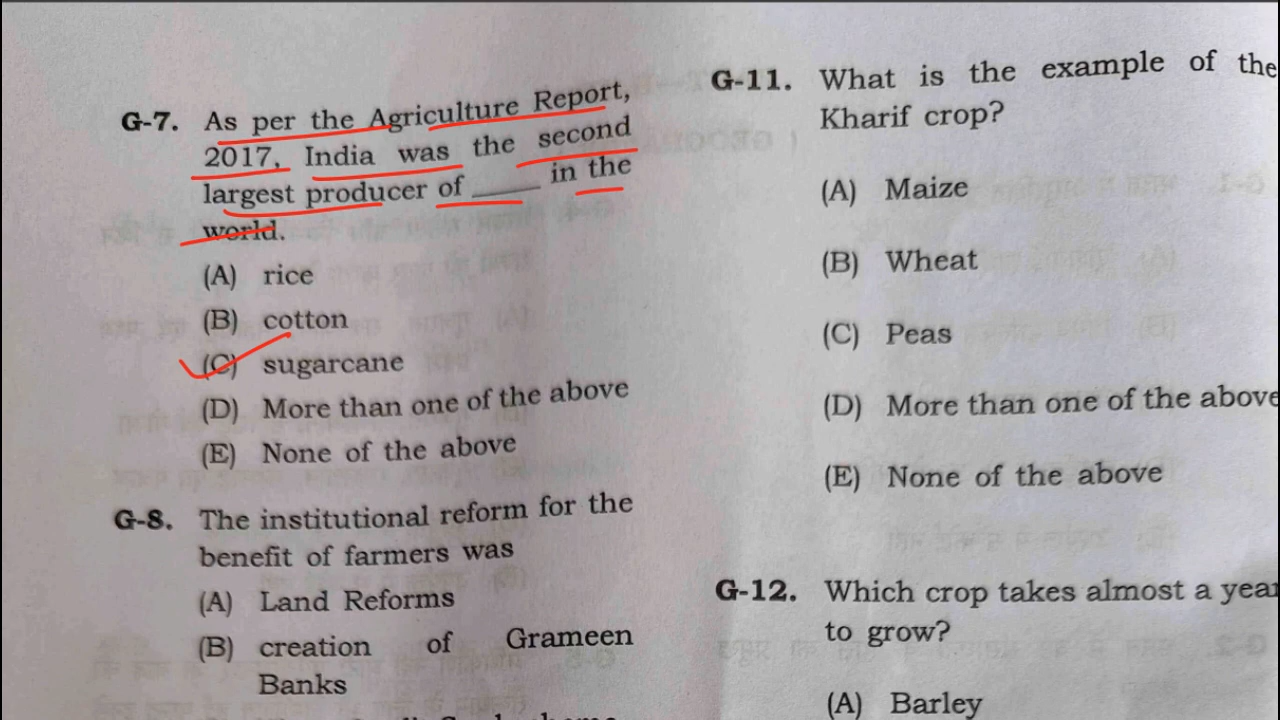 G-7. As per the Agriculture Report,
2017, India was the second
largest producer of ____ in the
world.
(A) rice
(B) cotton
(C) sugarcane
(D) More than one of the above
(E) None of the above
G-8. The institutional reform for the
benefit of farmers was
(A) Land Reforms
(B) creation of Grameen
Banks
G-11. What is the example of the
Kharif crop?
(A) Maize
(B) Wheat
(C) Peas
(D) More than one of the above
(E) None of the above
G-12. Which crop takes almost a year
to grow?
(A) Barley